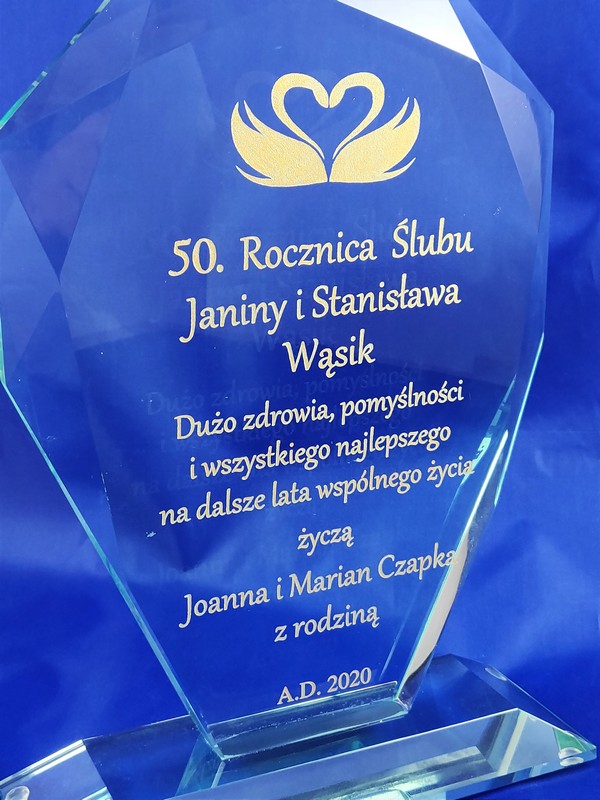 50. Rocznica Ślubu
Janiny i Stanisława
Wąsik
Dużo zdrowia, pomyślności
i wszystkiego najlepszego
na dalsze lata wspólnego życia
życzą
Joanna i Marian Czapka
z rodziną
A.D. 2020